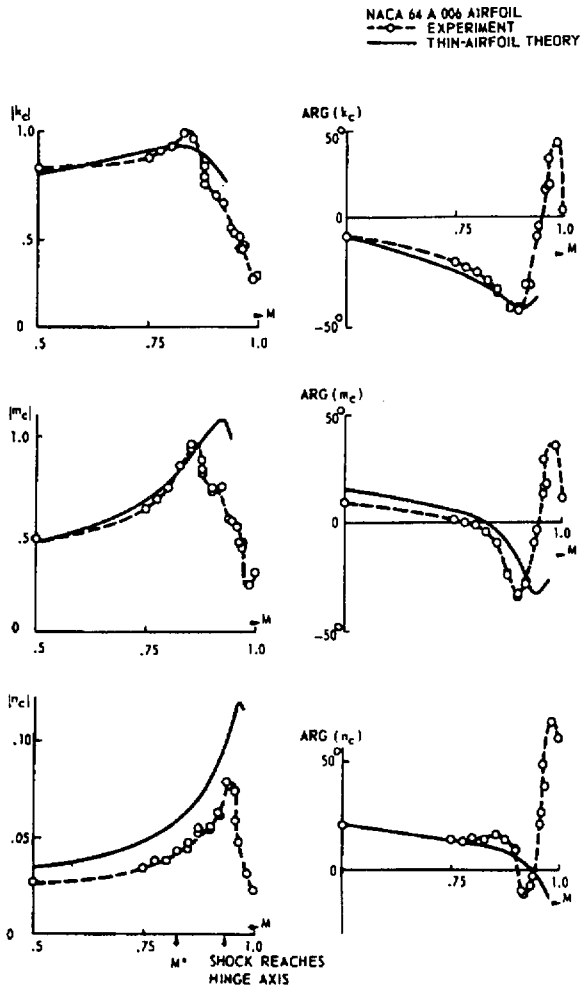 NACA 64 A 006 AIRFOIL
EXPERIMENT
THIN-AIRFOIL THEORY
|kc|
1.0
.5
0
.5
.75
1.0
M
ARG (kc)
50°
0
-50°
.75
1.0
M
|mc|
1.0
.5
0
.5
.75
1.0
M
ARG (mc)
50°
0
-50°
.75
1.0
M
|nc|
.10
.05
0
.5
.75
1.0
M
M*
SHOCK REACHES
HINGE AXIS
ARG (nc)
50°
0
.75
1.0
M